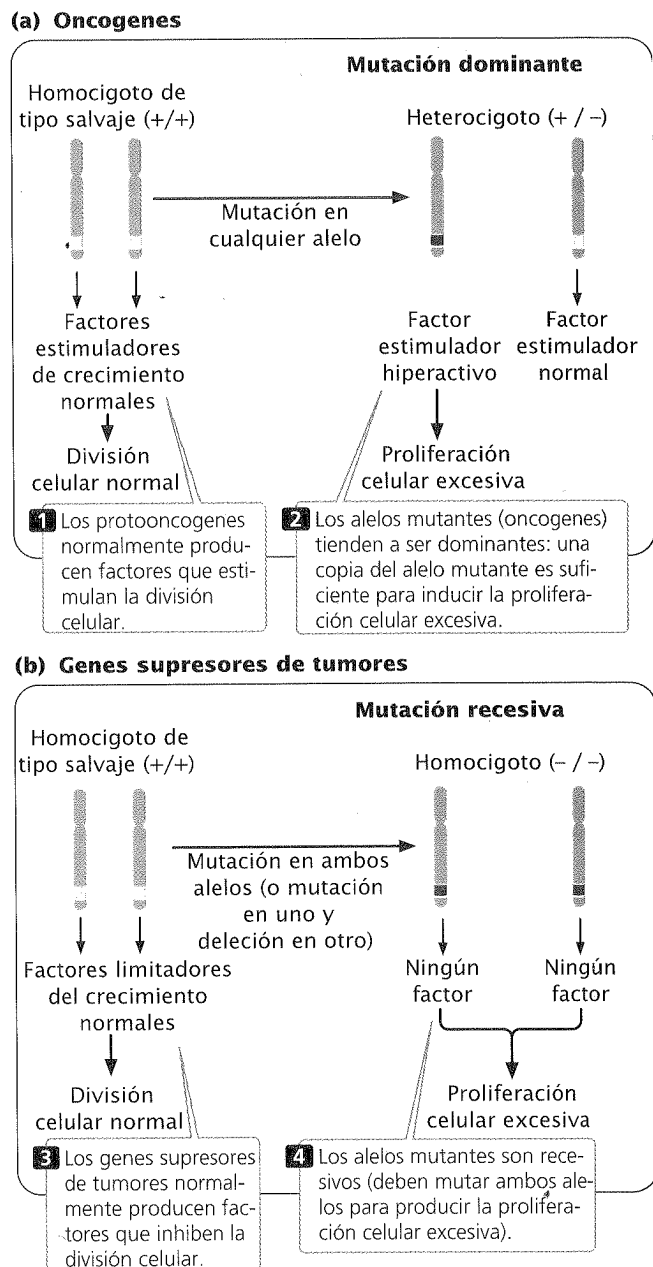 (a) Oncogenes
Mutación dominante
Homocigoto de
tipo salvaje (+/+)
Heterocigoto (+ / –)
Mutación en
cualquier alelo
Factores
estimuladores
de crecimiento
normales
Factor
estimulador
hiperactivo
Factor
estimulador
normal
División
celular normal
Proliferación
celular excesiva
1 Los protooncogenes
normalmente produ-
cen factores que esti-
mulan la división
celular.
2 Los alelos mutantes (oncogenes)
tienden a ser dominantes: una
copia del alelo mutante es sufi-
ciente para inducir la prolifera-
ción celular excesiva.
(b) Genes supresores de tumores
Mutación recesiva
Homocigoto de
tipo salvaje (+/+)
Homocigoto (– / –)
Mutación en ambos
alelos (o mutación
en uno y
deleción en otro)
Factores limitadores
del crecimiento
normales
Ningún
factor
Ningún
factor
División
celular normal
Proliferación
celular excesiva
3 Los genes supresores
de tumores normal-
mente producen fac-
tores que inhiben la
división celular.
4 Los alelos mutantes son rece-
sivos (deben mutar ambos ale-
los para producir la prolifera-
ción celular excesiva).